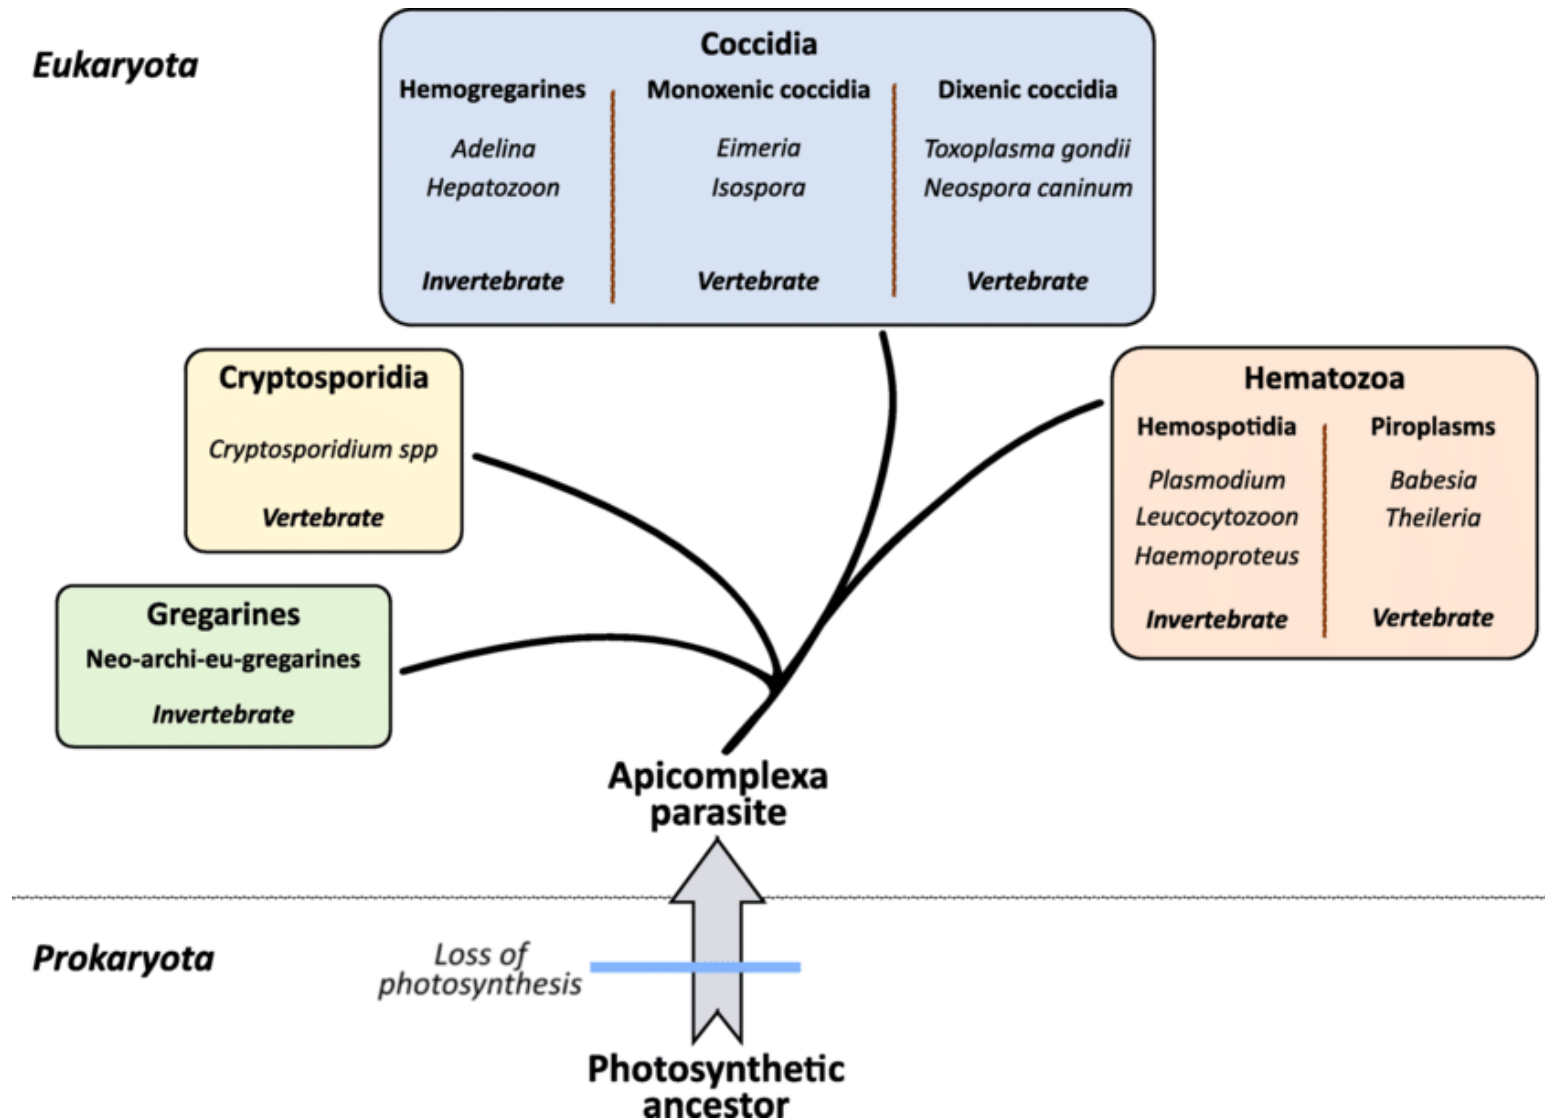 Eukaryota
Coccidia
Hemogregarines
Adelina
Hepatozoon
Invertebrate
Monoxenic coccidia
Eimeria
Isospora
Vertebrate
Dixenic coccidia
Toxoplasma gondii
Neospora caninum
Vertebrate
Cryptosporidia
Cryptosporidium spp
Vertebrate
Hematozoa
Hemospotidia
Plasmodium
Leucocytozoon
Haemoproteus
Invertebrate
Piroplasms
Babesia
Theileria
Vertebrate
Gregarines
Neo-archi-eu-gregarines
Invertebrate
Apicomplexa
parasite
Prokaryota
Loss of
photosynthesis
Photosynthetic
ancestor